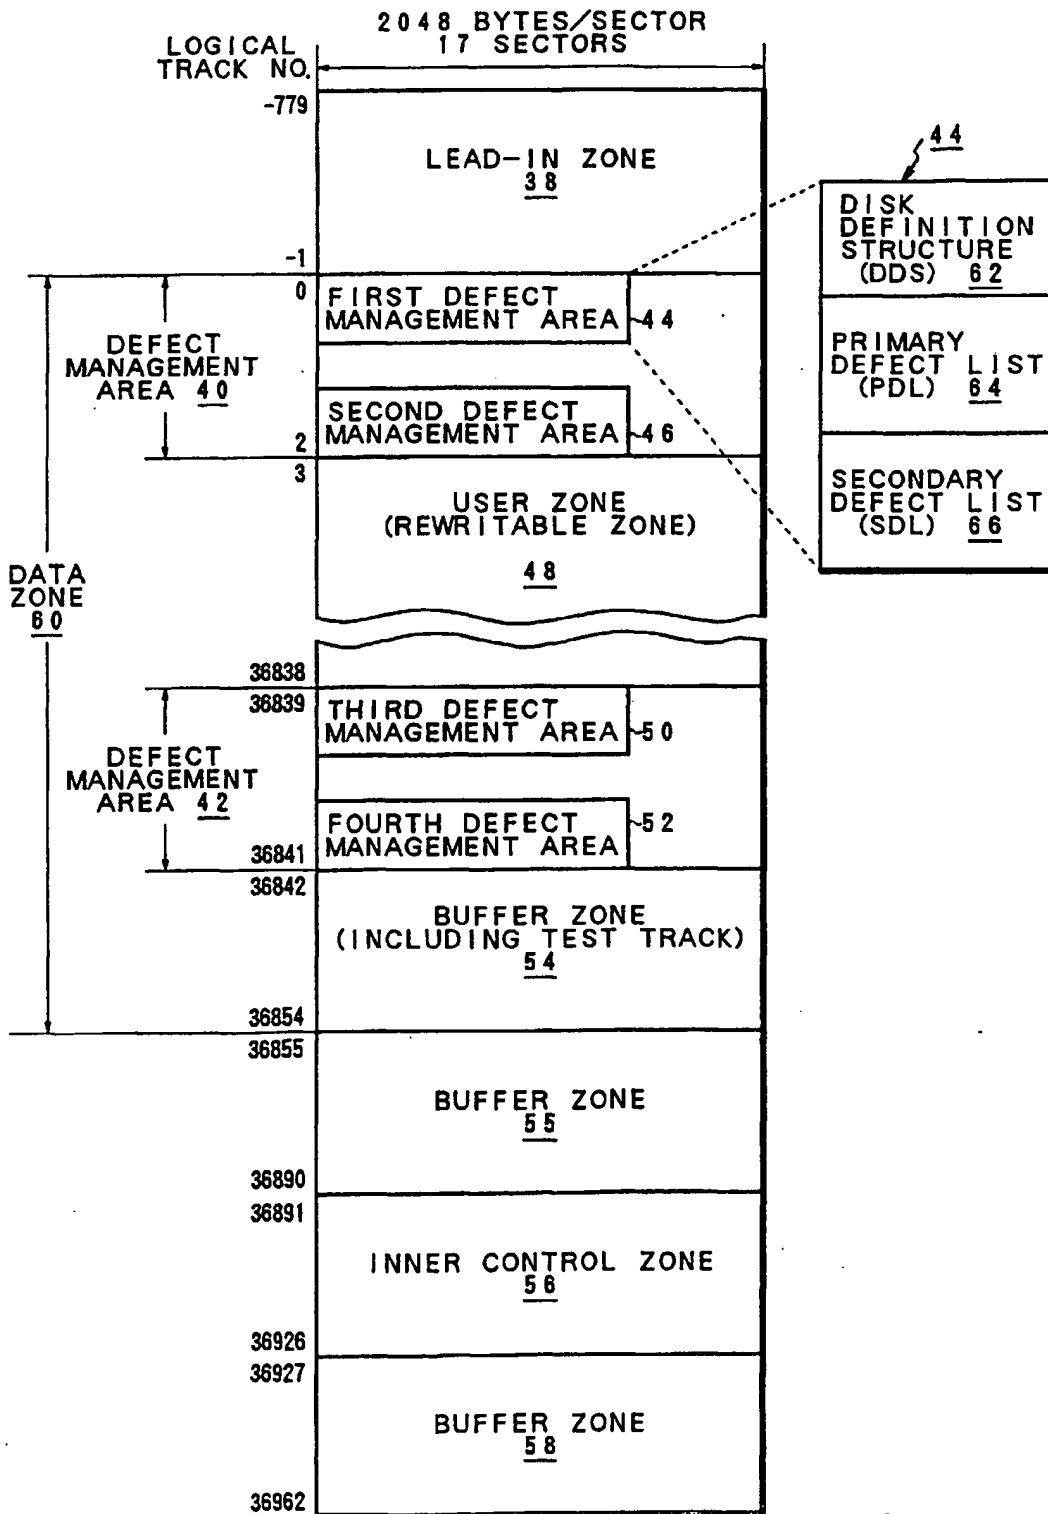 2048 BYTES/SECTOR
17 SECTORS
LOGICAL
TRACK NO.
-779
LEAD-IN ZONE
38
-1
0
FIRST DEFECT
MANAGEMENT AREA
44
DEFECT
MANAGEMENT
AREA 40
SECOND DEFECT
MANAGEMENT AREA
46
2
3
USER ZONE
(REWRITABLE ZONE)
48
44
DISK
DEFINITION
STRUCTURE
(DDS) 62
PRIMARY
DEFECT LIST
(PDL) 64
SECONDARY
DEFECT LIST
(SDL) 66
DATA
ZONE
60
36838
36839
THIRD DEFECT
MANAGEMENT AREA
50
DEFECT
MANAGEMENT
AREA 42
FOURTH DEFECT
MANAGEMENT AREA
52
36841
36842
BUFFER ZONE
(INCLUDING TEST TRACK)
54
36854
36855
BUFFER ZONE
55
36890
36891
INNER CONTROL ZONE
56
36926
36927
BUFFER ZONE
58
36962